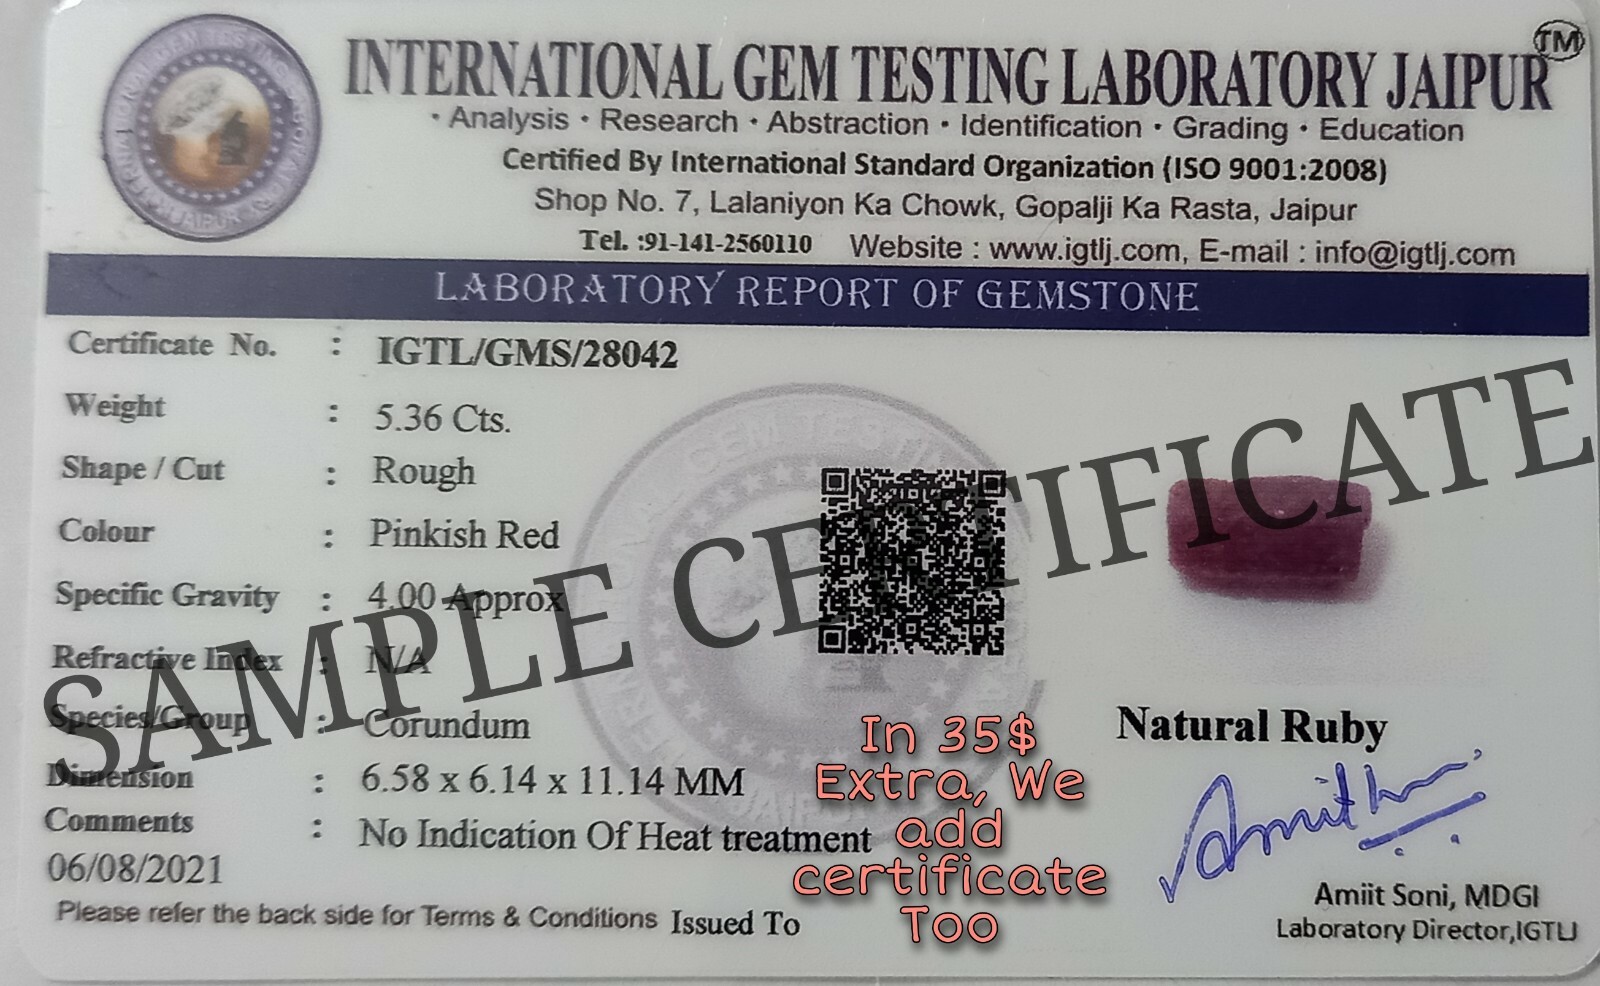 INTERNATIONAL GEM TESTING LABORATORY JAIPUR TM
· Analysis · Research · Abstraction · Identification · Grading · Education
Certified By International Standard Organization (ISO 9001:2008)
Shop No. 7, Lalaniyon Ka Chowk, Gopalji Ka Rasta, Jaipur
Tel. :91-141-2560110 Website : www.igtlj.com, E-mail : info@igtlj.com
LABORATORY REPORT OF GEMSTONE
Certificate No. : IGTL/GMS/28042
Weight : 5.36 Cts.
Shape / Cut : Rough
Colour : Pinkish Red
Specific Gravity : 4.00 Approx
Refractive Index : N/A
Species/Group : Corundum
Dimension : 6.58 x 6.14 x 11.14 MM
Comments : No Indication Of Heat treatment
06/08/2021
Please refer the back side for Terms & Conditions Issued To
SAMPLE CERTIFICATE
In 35$
Extra, We
add
certificate
Too
Natural Ruby
Amiit Soni, MDGI
Laboratory Director,IGTLJ